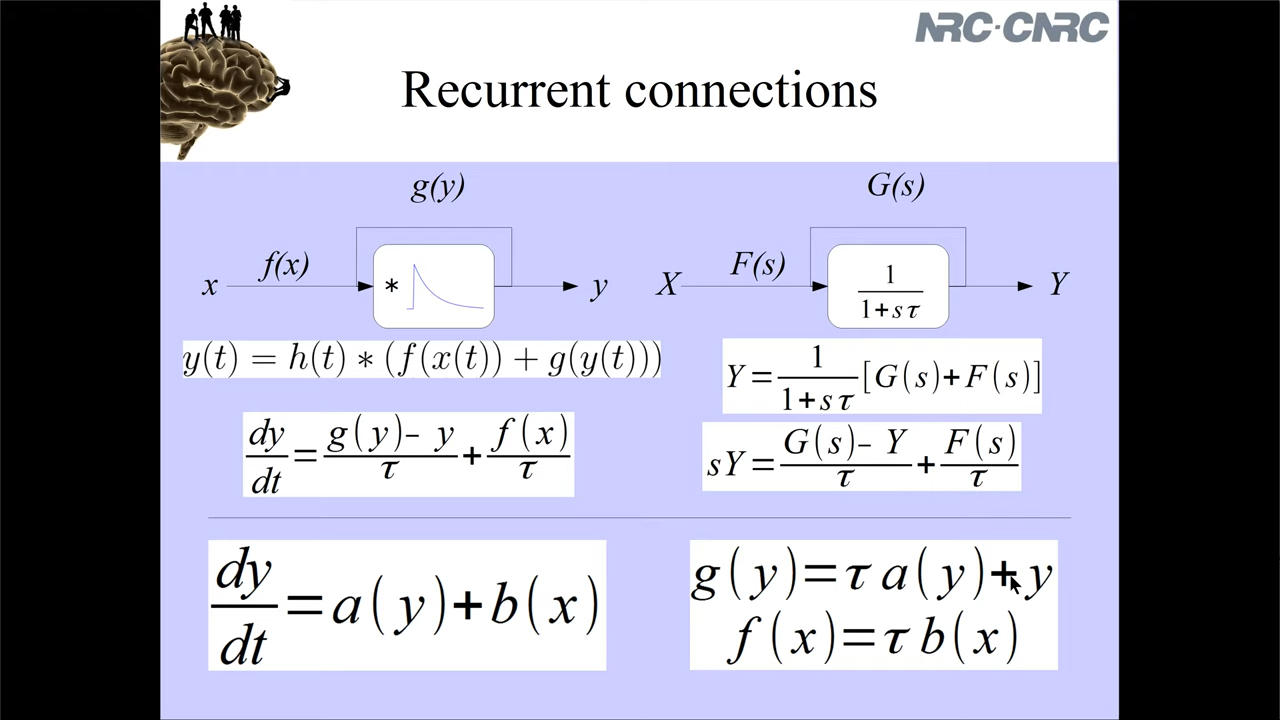 NRC·CNRC
Recurrent connections
g(y)
f(x)
x
*
y
y(t) = h(t) * (f(x(t)) + g(y(t)))
dy/dt = (g(y) – y)/τ + f(x)/τ
G(s)
F(s)
X
1/(1+sτ)
Y
Y = 1/(1+sτ) [G(s)+F(s)]
sY = (G(s) – Y)/τ + F(s)/τ
dy/dt = a(y)+b(x)
g(y)=τ a(y)+y
f(x)=τ b(x)